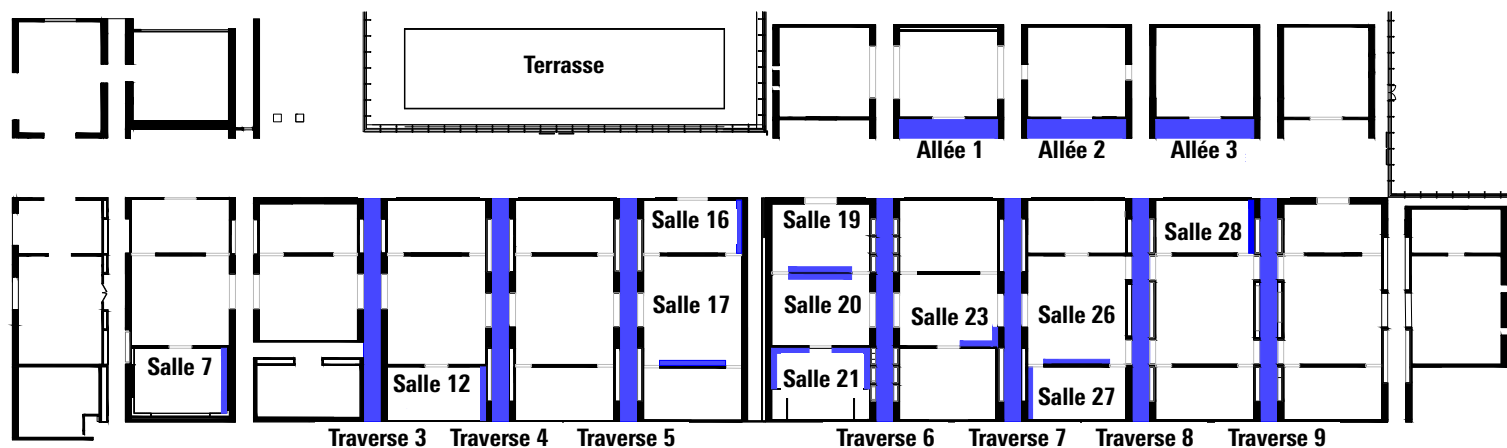 Terrasse
Allée 1
Allée 2
Allée 3
Salle 16
Salle 19
Salle 28
Salle 17
Salle 20
Salle 23
Salle 26
Salle 7
Salle 12
Salle 21
Salle 27
Traverse 3
Traverse 4
Traverse 5
Traverse 6
Traverse 7
Traverse 8
Traverse 9